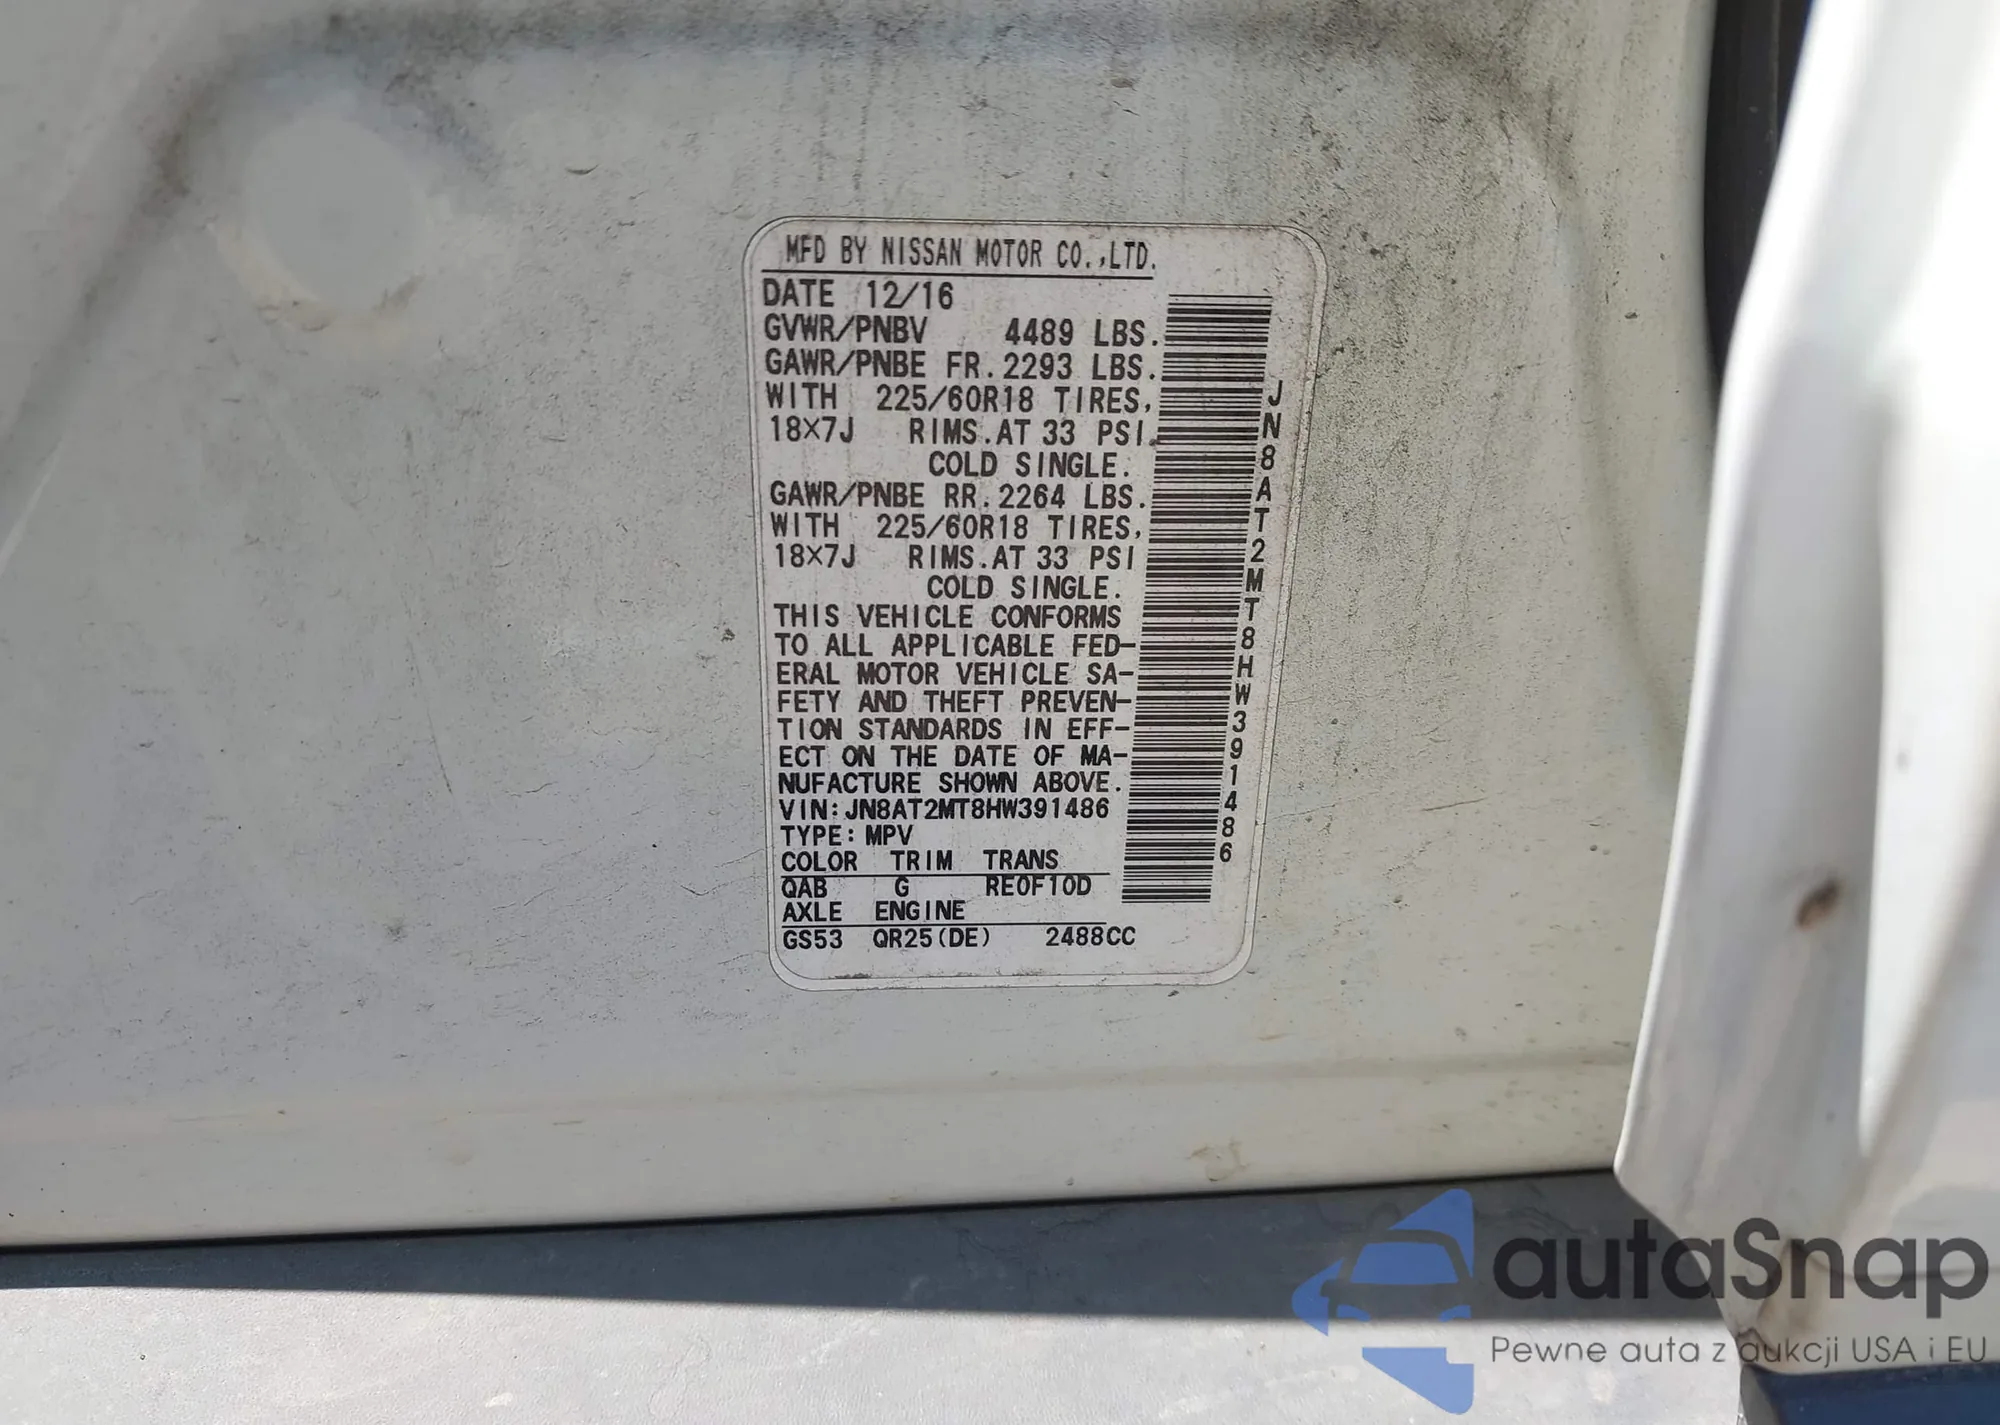 MFD BY NISSAN MOTOR CO.,LTD.
DATE 12/16
GVWR/PNBV 4489 LBS.
GAWR/PNBE FR.2293 LBS.
WITH 225/60R18 TIRES,
18X7J RIMS.AT 33 PSI.
COLD SINGLE.
GAWR/PNBE RR.2264 LBS.
WITH 225/60R18 TIRES,
18X7J RIMS.AT 33 PSI
COLD SINGLE.
THIS VEHICLE CONFORMS
TO ALL APPLICABLE FED-
ERAL MOTOR VEHICLE SA-
FETY AND THEFT PREVEN-
TION STANDARDS IN EFF-
ECT ON THE DATE OF MA-
NUFACTURE SHOWN ABOVE.
VIN:JN8AT2MT8HW391486
TYPE:MPV
COLOR TRIM TRANS
QAB G RE0F10D
AXLE ENGINE
GS53 QR25(DE) 2488CC
JN8AT2MT8HW391486
autaSnap
Pewne auta z aukcji USA i EU